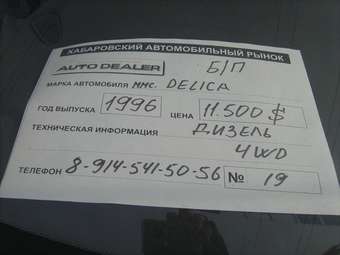 ХАБАРОВСКИЙ АВТОМОБИЛЬНЫЙ РЫНОК
AUTO DEALER Б/П
МАРКА АВТОМОБИЛЯ ММС. DELICA
ГОД ВЫПУСКА 1996 ЦЕНА 11.500 $
ТЕХНИЧЕСКАЯ ИНФОРМАЦИЯ ДИЗЕЛЬ
4WD
ТЕЛЕФОН 8-914-541-50-56 № 19